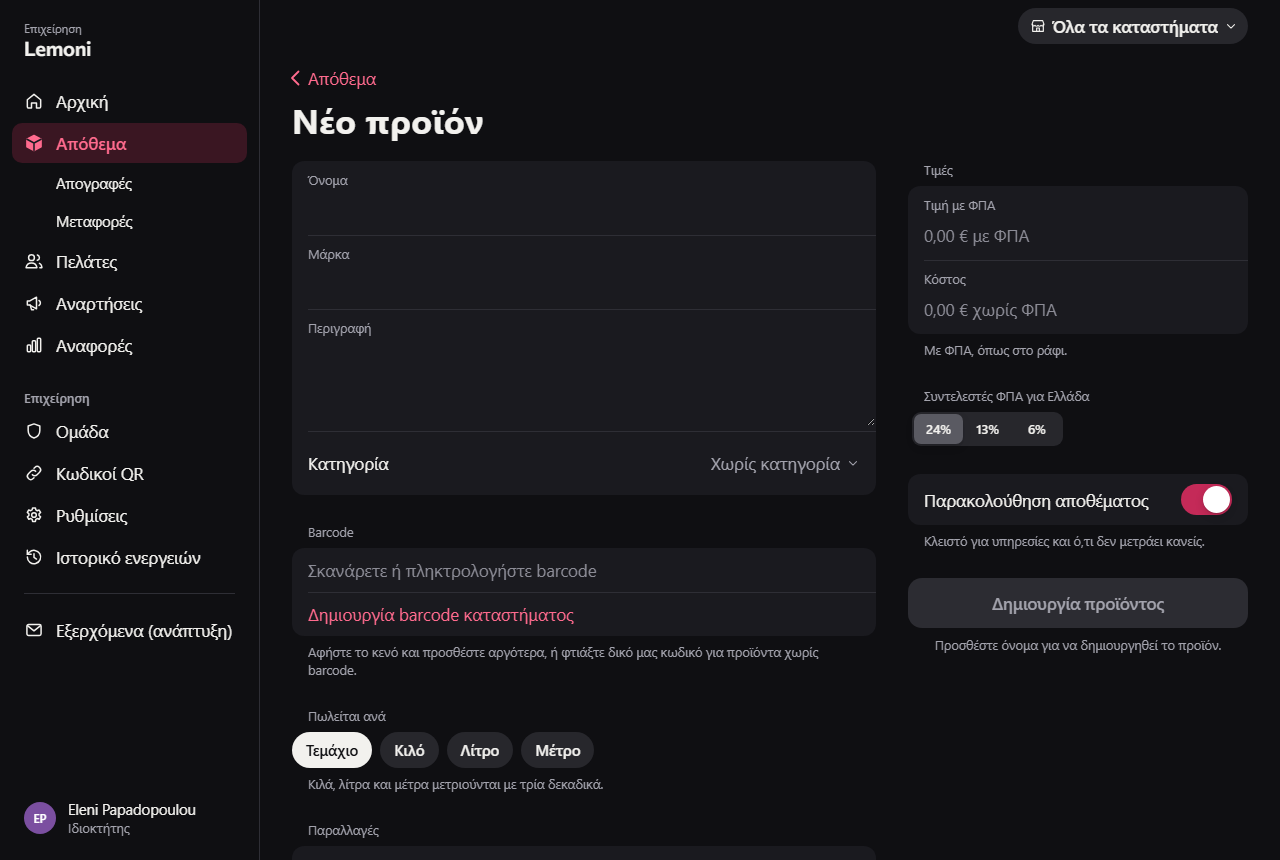 Επιχείρηση
Lemoni
Αρχική
Απόθεμα
Απογραφές
Μεταφορές
Πελάτες
Αναρτήσεις
Αναφορές
Επιχείρηση
Ομάδα
Κωδικοί QR
Ρυθμίσεις
Ιστορικό ενεργειών
Εξερχόμενα (ανάπτυξη)
EP
Eleni Papadopoulou
Ιδιοκτήτης
Όλα τα καταστήματα
Απόθεμα
Νέο προϊόν
Όνομα
Μάρκα
Περιγραφή
Κατηγορία
Χωρίς κατηγορία
Barcode
Σκανάρετε ή πληκτρολογήστε barcode
Δημιουργία barcode καταστήματος
Αφήστε το κενό και προσθέστε αργότερα, ή φτιάξτε δικό μας κωδικό για προϊόντα χωρίς
barcode.
Πωλείται ανά
Τεμάχιο
Κιλό
Λίτρο
Μέτρο
Κιλά, λίτρα και μέτρα μετριούνται με τρία δεκαδικά.
Παραλλαγές
Τιμές
Τιμή με ΦΠΑ
0,00 € με ΦΠΑ
Κόστος
0,00 € χωρίς ΦΠΑ
Με ΦΠΑ, όπως στο ράφι.
Συντελεστές ΦΠΑ για Ελλάδα
24%
13%
6%
Παρακολούθηση αποθέματος
Κλειστό για υπηρεσίες και ό,τι δεν μετράει κανείς.
Δημιουργία προϊόντος
Προσθέστε όνομα για να δημιουργηθεί το προϊόν.